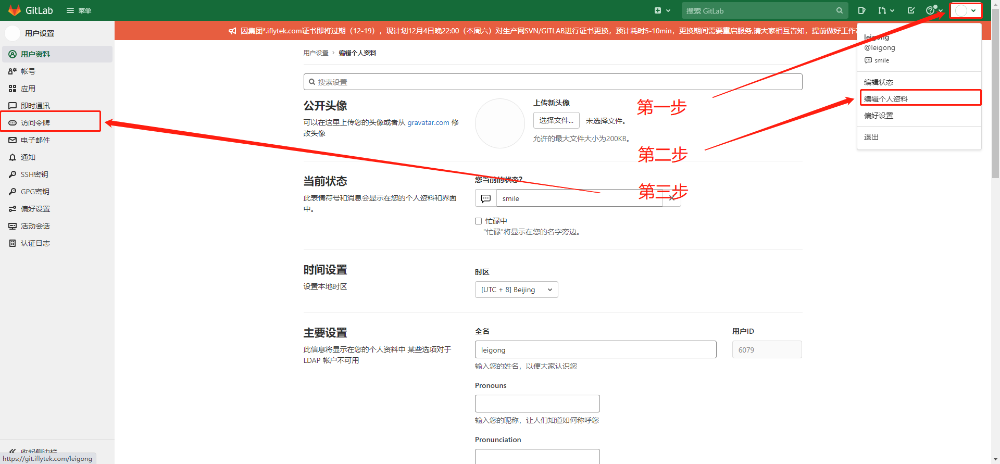 GitLab
菜单
搜索 GitLab
因集团*.iflytek.com证书即将过期（12-19），现计划12月4日晚22:00（本周六）对生产网SVN/GITLAB进行证书更换，预计耗时5-10min，更换期间需要重启服务,请大家相互告知，提前做好工作
用户设置
用户资料
帐号
应用
即时通讯
访问令牌
电子邮件
通知
SSH密钥
GPG密钥
偏好设置
活动会话
认证日志
收起侧边栏
https://git.iflytek.com/leigong
用户设置 › 编辑个人资料
搜索设置
公开头像
可以在这里上传您的头像或者从 gravatar.com 修
改头像
上传新头像
选择文件... 未选择文件。
允许的最大文件大小为200KB。
第一步
第二步
第三步
当前状态
此表情符号和消息会显示在您的个人资料和界面
中。
您当前的状态?
smile
忙碌中
"忙碌"将显示在您的名字旁边。
时间设置
设置本地时区
时区
[UTC + 8] Beijing
主要设置
此信息将显示在您的个人资料中 某些选项对于
LDAP 帐户不可用
全名
leigong
输入您的姓名，以便大家认识您
用户ID
6079
Pronouns
输入您的昵称，让人们知道如何称呼您
Pronunciation
leigong
@leigong
smile
编辑状态
编辑个人资料
偏好设置
退出